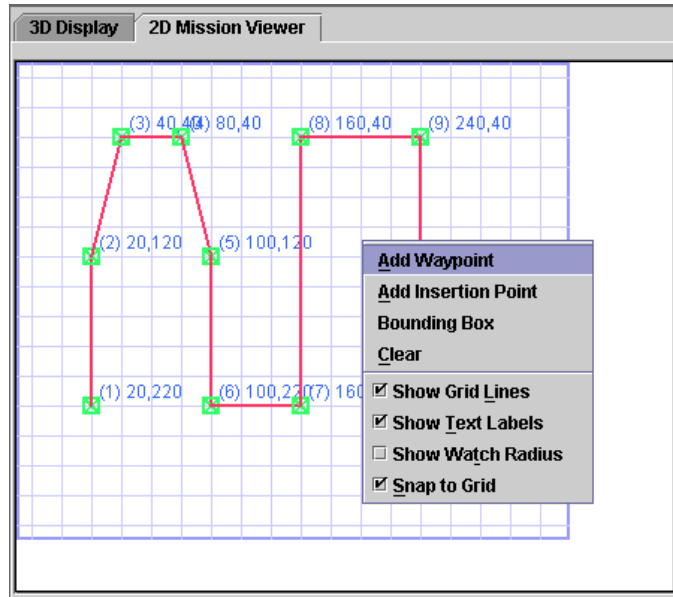 3D Display
2D Mission Viewer
(3) 40,40
(4) 80,40
(8) 160,40
(9) 240,40
(2) 20,120
(5) 100,120
(1) 20,220
(6) 100,220
(7) 160
Add Waypoint
Add Insertion Point
Bounding Box
Clear
Show Grid Lines
Show Text Labels
Show Watch Radius
Snap to Grid